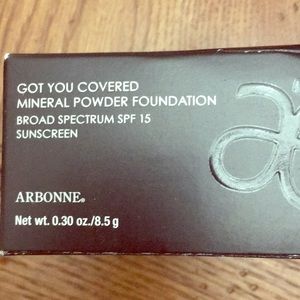 GOT YOU COVERED
MINERAL POWDER FOUNDATION
BROAD SPECTRUM SPF 15
SUNSCREEN
ARBONNE®
Net wt. 0.30 oz./8.5 g